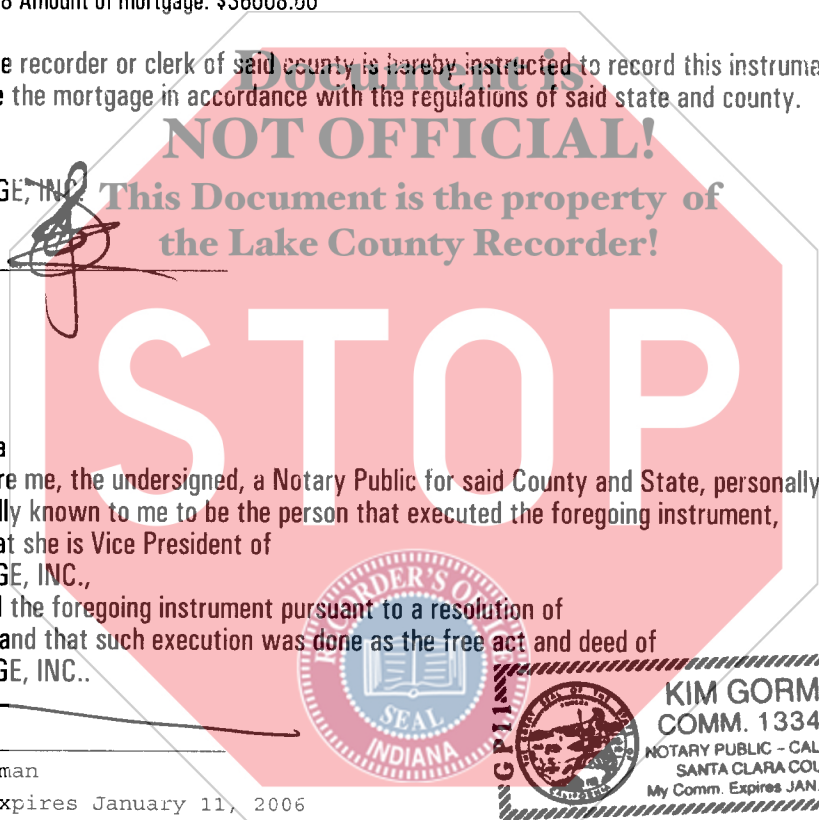 8 Amount of mortgage: $36008.00
e recorder or clerk of said county is hereby instructed to record this instrume
e the mortgage in accordance with the regulations of said state and county.
Document is
NOT OFFICIAL!
This Document is the property of
the Lake County Recorder!
GE, INC.
STOP
a
re me, the undersigned, a Notary Public for said County and State, personally
lly known to me to be the person that executed the foregoing instrument,
at she is Vice President of
GE, INC.,
d the foregoing instrument pursuant to a resolution of
and that such execution was done as the free act and deed of
GE, INC..
RECORDER'S OFFICE
SEAL
INDIANA
KIM GORM
COMM. 1334
NOTARY PUBLIC – CAL
SANTA CLARA COU
My Comm. Expires JAN.
man
xpires January 11, 2006